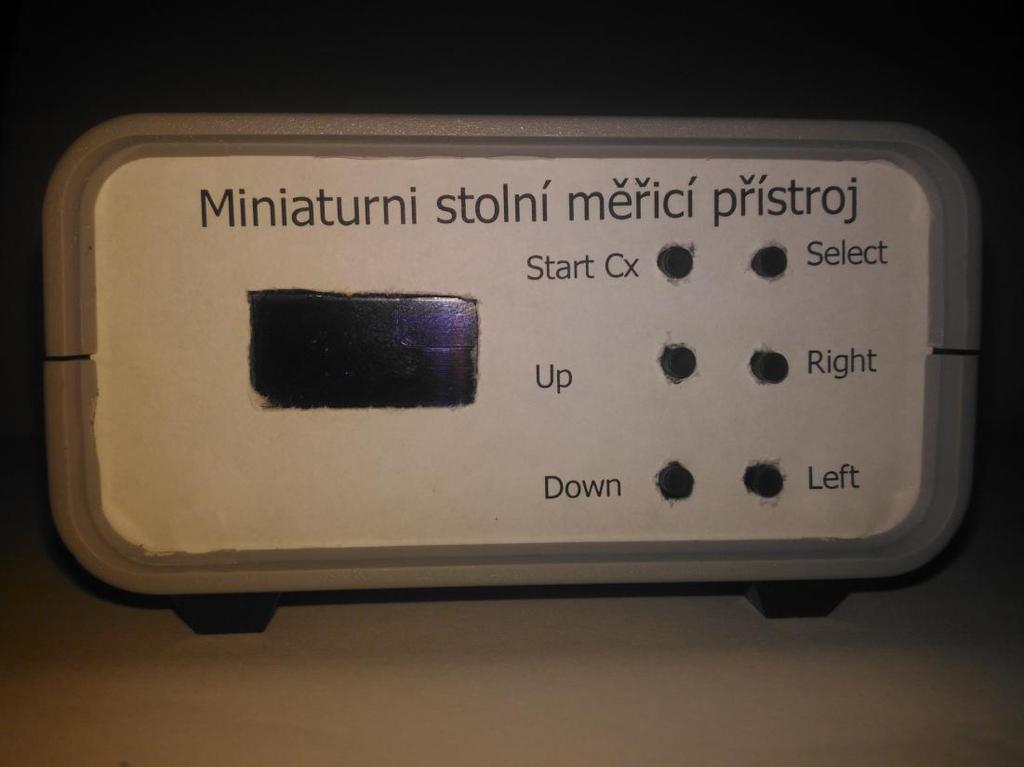 Miniaturni stolní měřicí přístroj
Start Cx Select
Up Right
Down Left